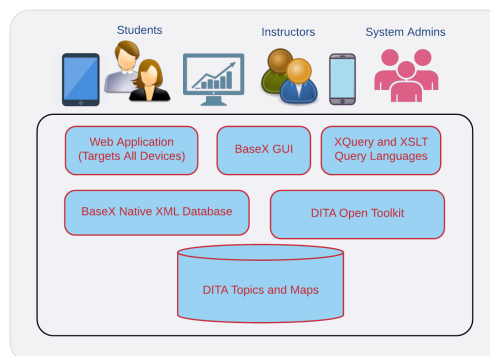 Students
Instructors
System Admins
Web Application
(Targets All Devices)
BaseX GUI
XQuery and XSLT
Query Languages
BaseX Native XML Database
DITA Open Toolkit
DITA Topics and Maps